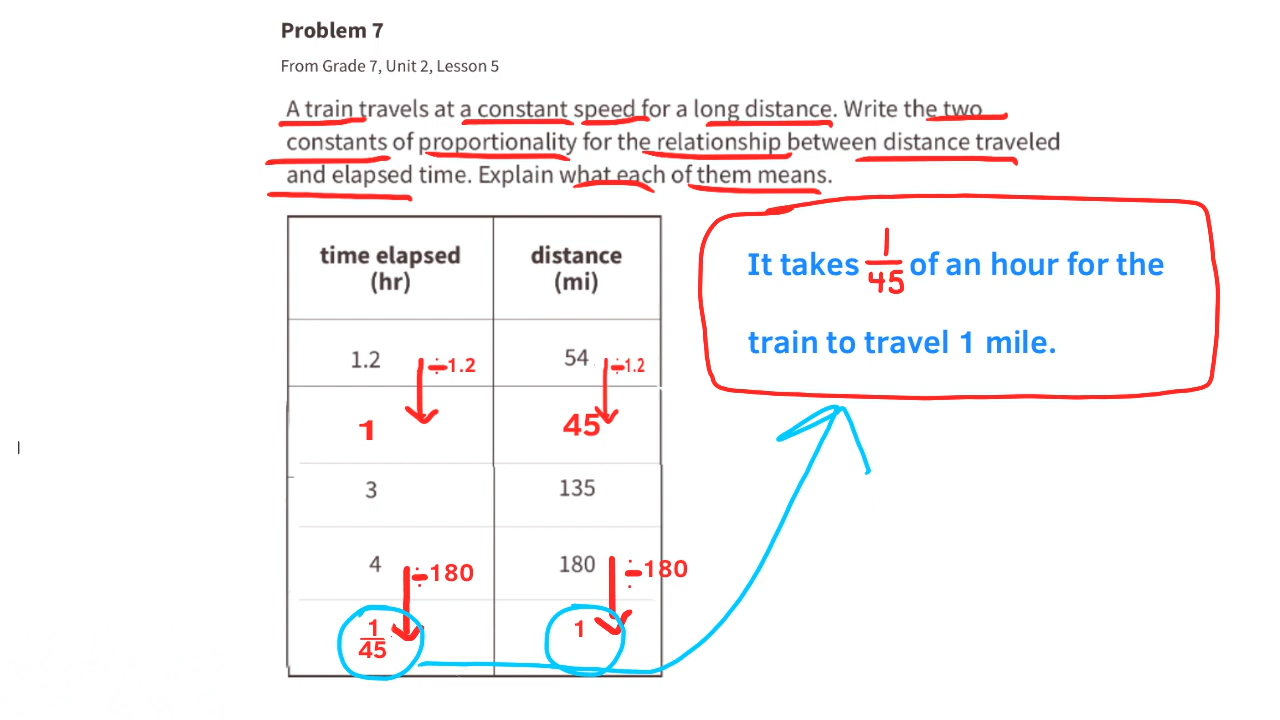 Problem 7
From Grade 7, Unit 2, Lesson 5
A train travels at a constant speed for a long distance. Write the two
constants of proportionality for the relationship between distance traveled
and elapsed time. Explain what each of them means.
time elapsed (hr) distance (mi)
1.2 ÷1.2 54 ÷1.2
1 45
3 135
4 ÷180 180 ÷180
1/45 1
It takes 1/45 of an hour for the
train to travel 1 mile.